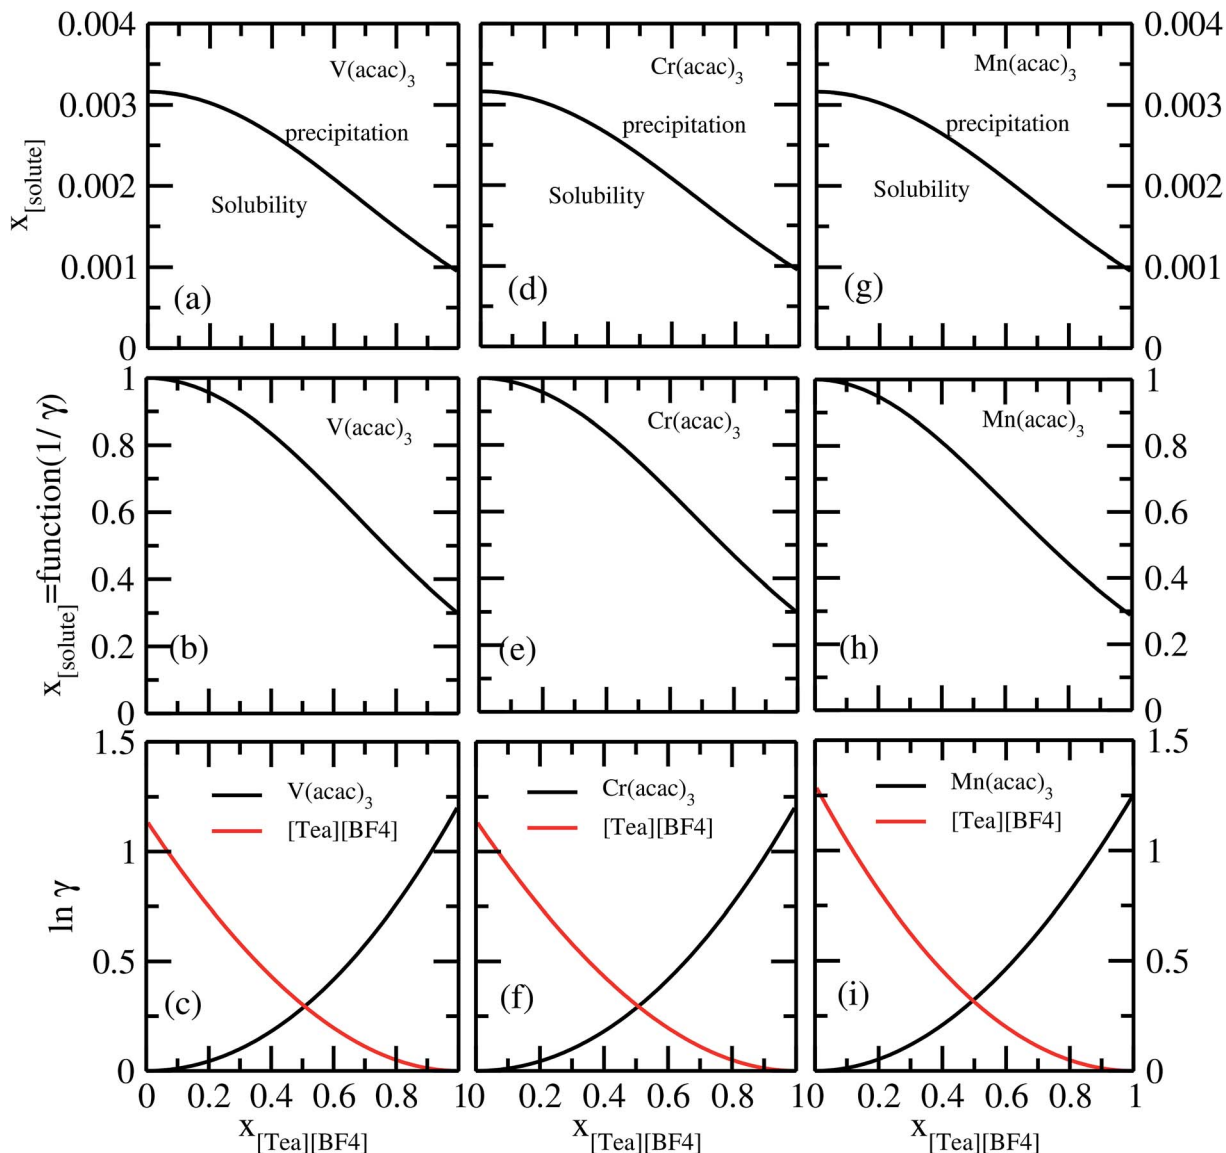 0.004
0.003
0.002
0.001
0
x[solute]
V(acac)3
precipitation
Solubility
(a)
Cr(acac)3
precipitation
Solubility
(d)
Mn(acac)3
precipitation
Solubility
(g)
0.004
0.003
0.002
0.001
0
1
0.8
0.6
0.4
0.2
0
x[solute]=function(1/ γ)
V(acac)3
(b)
Cr(acac)3
(e)
Mn(acac)3
(h)
1
0.8
0.6
0.4
0.2
0
1.5
1
0.5
0
ln γ
V(acac)3
[Tea][BF4]
(c)
Cr(acac)3
[Tea][BF4]
(f)
Mn(acac)3
[Tea][BF4]
(i)
1.5
1
0.5
0
0 0.2 0.4 0.6 0.8 1
0 0.2 0.4 0.6 0.8 1
0 0.2 0.4 0.6 0.8 1
x[Tea][BF4]
x[Tea][BF4]
x[Tea][BF4]